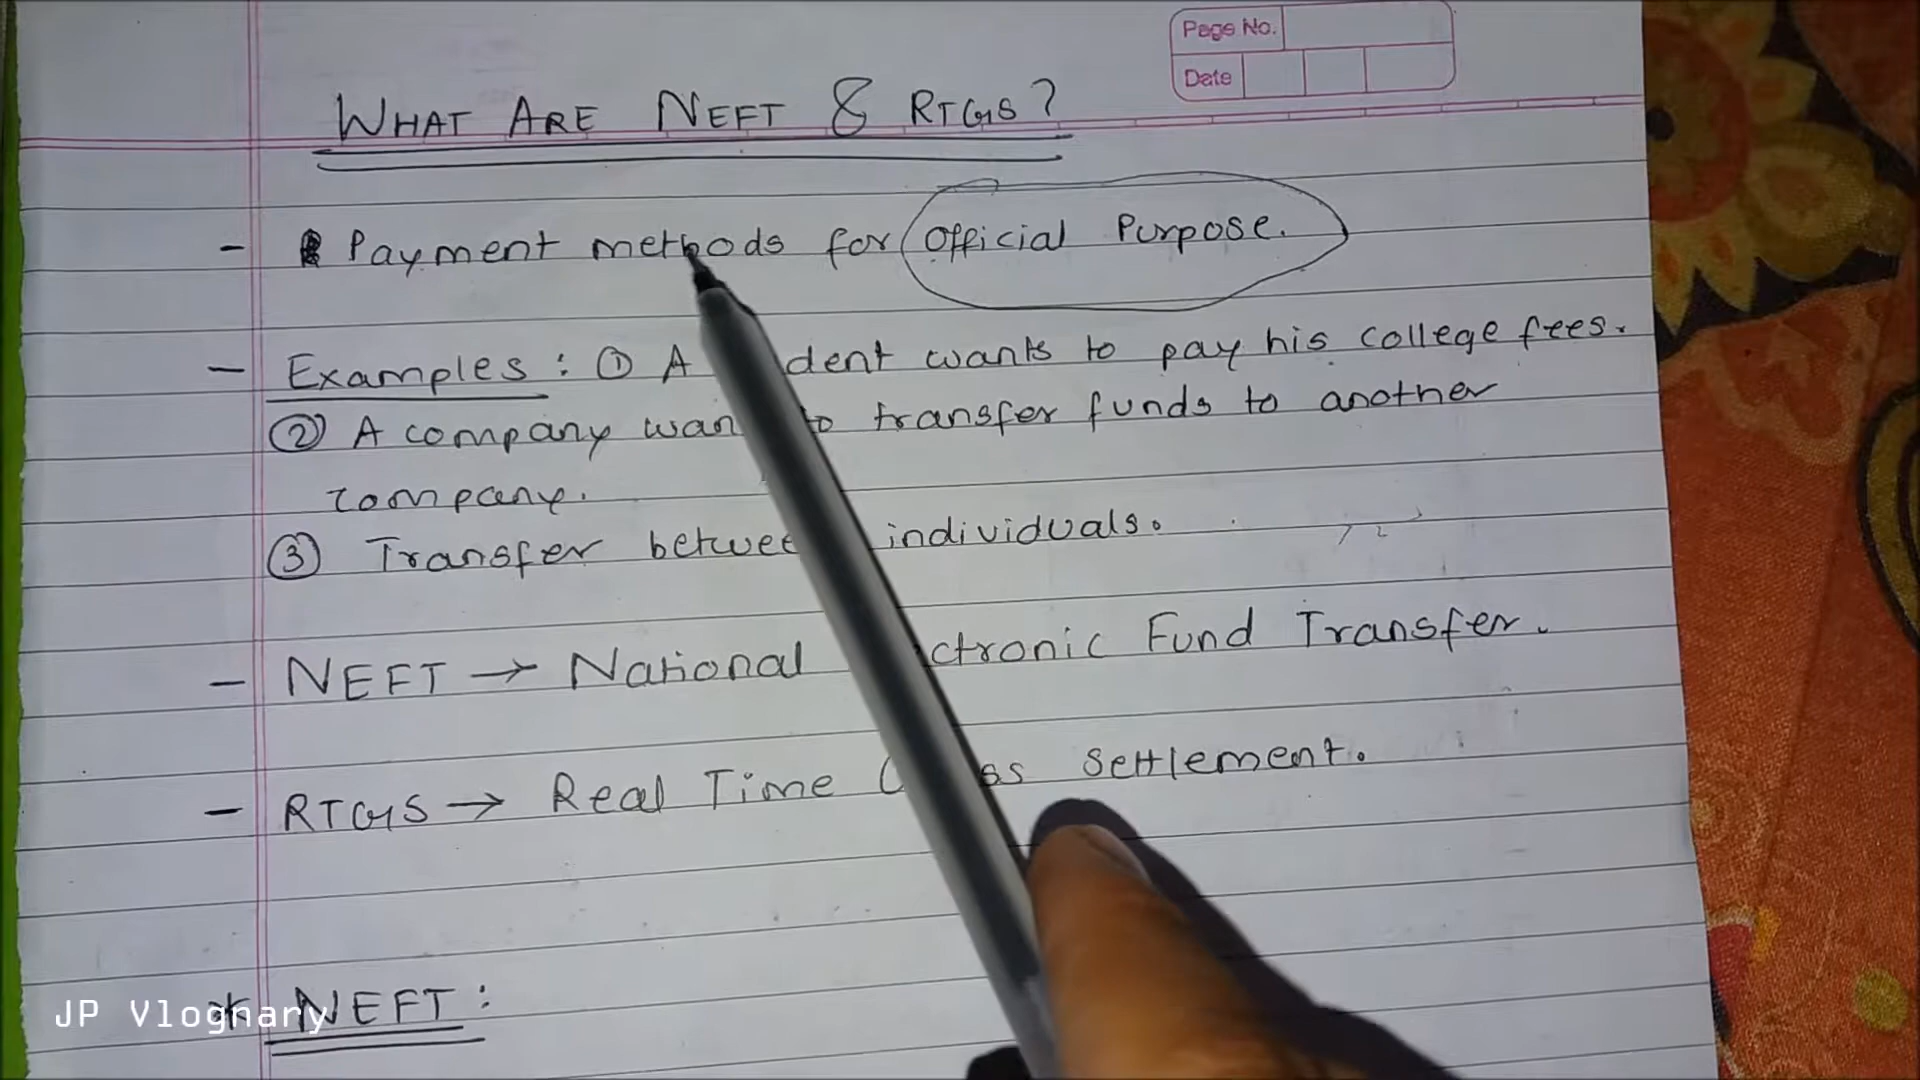 Page No.
Date
WHAT ARE NEFT & RTGS?
- Payment methods for Official Purpose.
- Examples: ① A dent wants to pay his college fees.
② A company wan to transfer funds to another
company.
③ Transfer betwee individuals.
- NEFT → National ctronic Fund Transfer.
- RTGS → Real Time ss Settlement.
* NEFT:
JP Vlognary